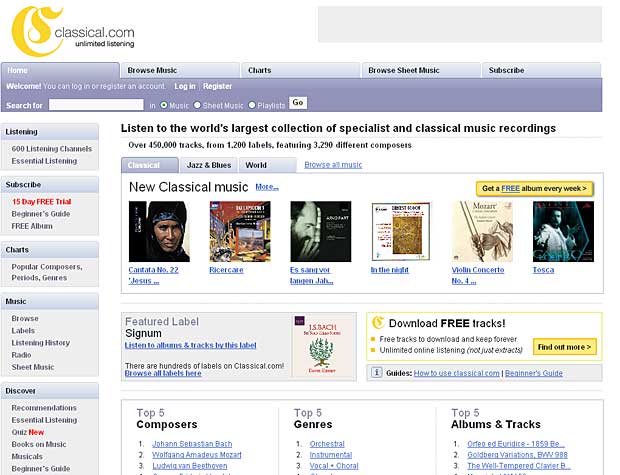 classical.com
unlimited listening
Home
Browse Music
Charts
Browse Sheet Music
Subscribe
Welcome! You can log in or register an account. Log in | Register
Search for in Music Sheet Music Playlists Go
Listening
600 Listening Channels
Essential Listening
Subscribe
15 Day FREE Trial
Beginner's Guide
FREE Album
Charts
Popular Composers,
Periods, Genres
Music
Browse
Labels
Listening History
Radio
Sheet Music
Discover
Recommendations
Essential Listening
Quiz New
Books on Music
Musicals
Beginner's Guide
Listen to the world's largest collection of specialist and classical music recordings
Over 450,000 tracks, from 1,200 labels, featuring 3,290 different composers
Classical
Jazz & Blues
World
Browse all music
New Classical music More...
Get a FREE album every week >
ARVO PÄRT
Mozart
Cantata No. 22
'Jesus ...
Ricercare
Es sang vor
langen Jah...
In the night
Violin Concerto
No. 4 ...
Tosca
Featured Label
Signum
Listen to albums & tracks by this label
There are hundreds of labels on Classical.com!
Browse all labels here
J.S.BACH
Download FREE tracks!
Free tracks to download and keep forever
Unlimited online listening (not just extracts)
Find out more >
Guides: How to use classical.com | Beginner's Guide
Top 5
Composers
1. Johann Sebastian Bach
2. Wolfgang Amadeus Mozart
3. Ludwig van Beethoven
Top 5
Genres
1. Orchestral
2. Instrumental
3. Vocal + Choral
Top 5
Albums & Tracks
1. Orfeo ed Euridice - 1859 Be...
2. Goldberg Variations, BWV 988
3. The Well-Tempered Clavier B...